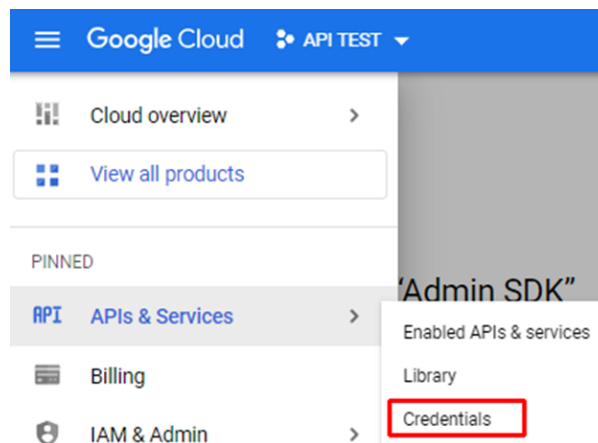 Google Cloud API TEST
Cloud overview
View all products
PINNED
"Admin SDK"
API APIs & Services
Enabled APIs & services
Billing
Library
Credentials
IAM & Admin